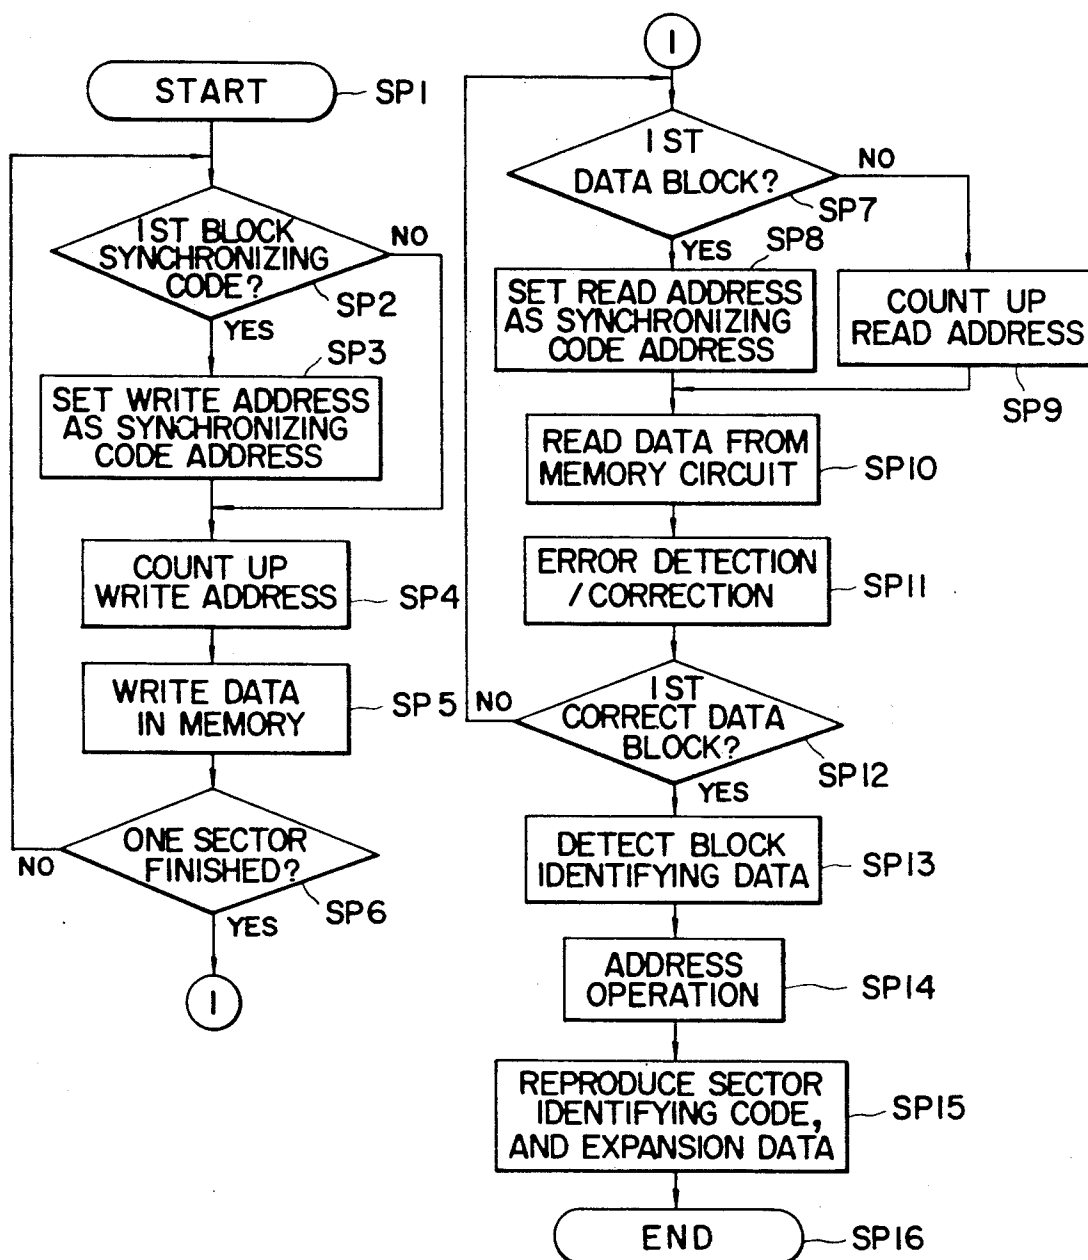 START
SP1
1ST BLOCK
SYNCHRONIZING
CODE?
NO
SP2
YES
SP3
SET WRITE ADDRESS
AS SYNCHRONIZING
CODE ADDRESS
COUNT UP
WRITE ADDRESS
SP4
WRITE DATA
IN MEMORY
SP5
ONE SECTOR
FINISHED?
NO
SP6
YES
1
1
1ST
DATA BLOCK?
NO
SP7
YES
SP8
SET READ ADDRESS
AS SYNCHRONIZING
CODE ADDRESS
COUNT UP
READ ADDRESS
SP9
READ DATA FROM
MEMORY CIRCUIT
SP10
ERROR DETECTION
/CORRECTION
SP11
1ST
CORRECT DATA
BLOCK?
NO
SP12
YES
DETECT BLOCK
IDENTIFYING DATA
SP13
ADDRESS
OPERATION
SP14
REPRODUCE SECTOR
IDENTIFYING CODE,
AND EXPANSION DATA
SP15
END
SP16